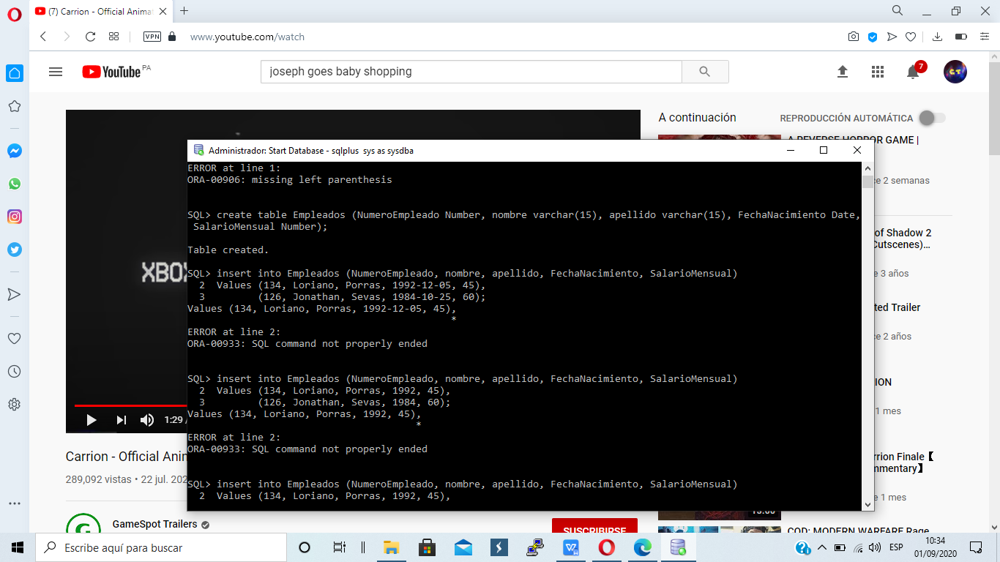 (7) Carrion - Official Anima
VPN
www.youtube.com/watch
YouTube PA
joseph goes baby shopping
7
A continuación
REPRODUCCIÓN AUTOMÁTICA
A REVERSE HORROR GAME |
Administrador: Start Database - sqlplus  sys as sysdba
ERROR at line 1:
ORA-00906: missing left parenthesis
SQL> create table Empleados (NumeroEmpleado Number, nombre varchar(15), apellido varchar(15), FechaNacimiento Date,
SalarioMensual Number);
Table created.
SQL> insert into Empleados (NumeroEmpleado, nombre, apellido, FechaNacimiento, SalarioMensual)
2  Values (134, Loriano, Porras, 1992-12-05, 45),
3         (126, Jonathan, Sevas, 1984-10-25, 60);
Values (134, Loriano, Porras, 1992-12-05, 45),
*
ERROR at line 2:
ORA-00933: SQL command not properly ended
SQL> insert into Empleados (NumeroEmpleado, nombre, apellido, FechaNacimiento, SalarioMensual)
2  Values (134, Loriano, Porras, 1992, 45),
3         (126, Jonathan, Sevas, 1984, 60);
Values (134, Loriano, Porras, 1992, 45),
*
ERROR at line 2:
ORA-00933: SQL command not properly ended
SQL> insert into Empleados (NumeroEmpleado, nombre, apellido, FechaNacimiento, SalarioMensual)
2  Values (134, Loriano, Porras, 1992, 45),
ce 2 semanas
of Shadow 2
Cutscenes)...
e 3 años
ted Trailer
ce 2 años
ION
1 mes
rrion Finale【
mmentary】
e 1 mes
XBOX
1:29 /
Carrion - Official Anim
289,092 vistas • 22 jul. 202
G
GameSpot Trailers
SUSCRIBIRSE
COD: MODERN WARFARE Rage
Escribe aquí para buscar
ESP
10:34
01/09/2020